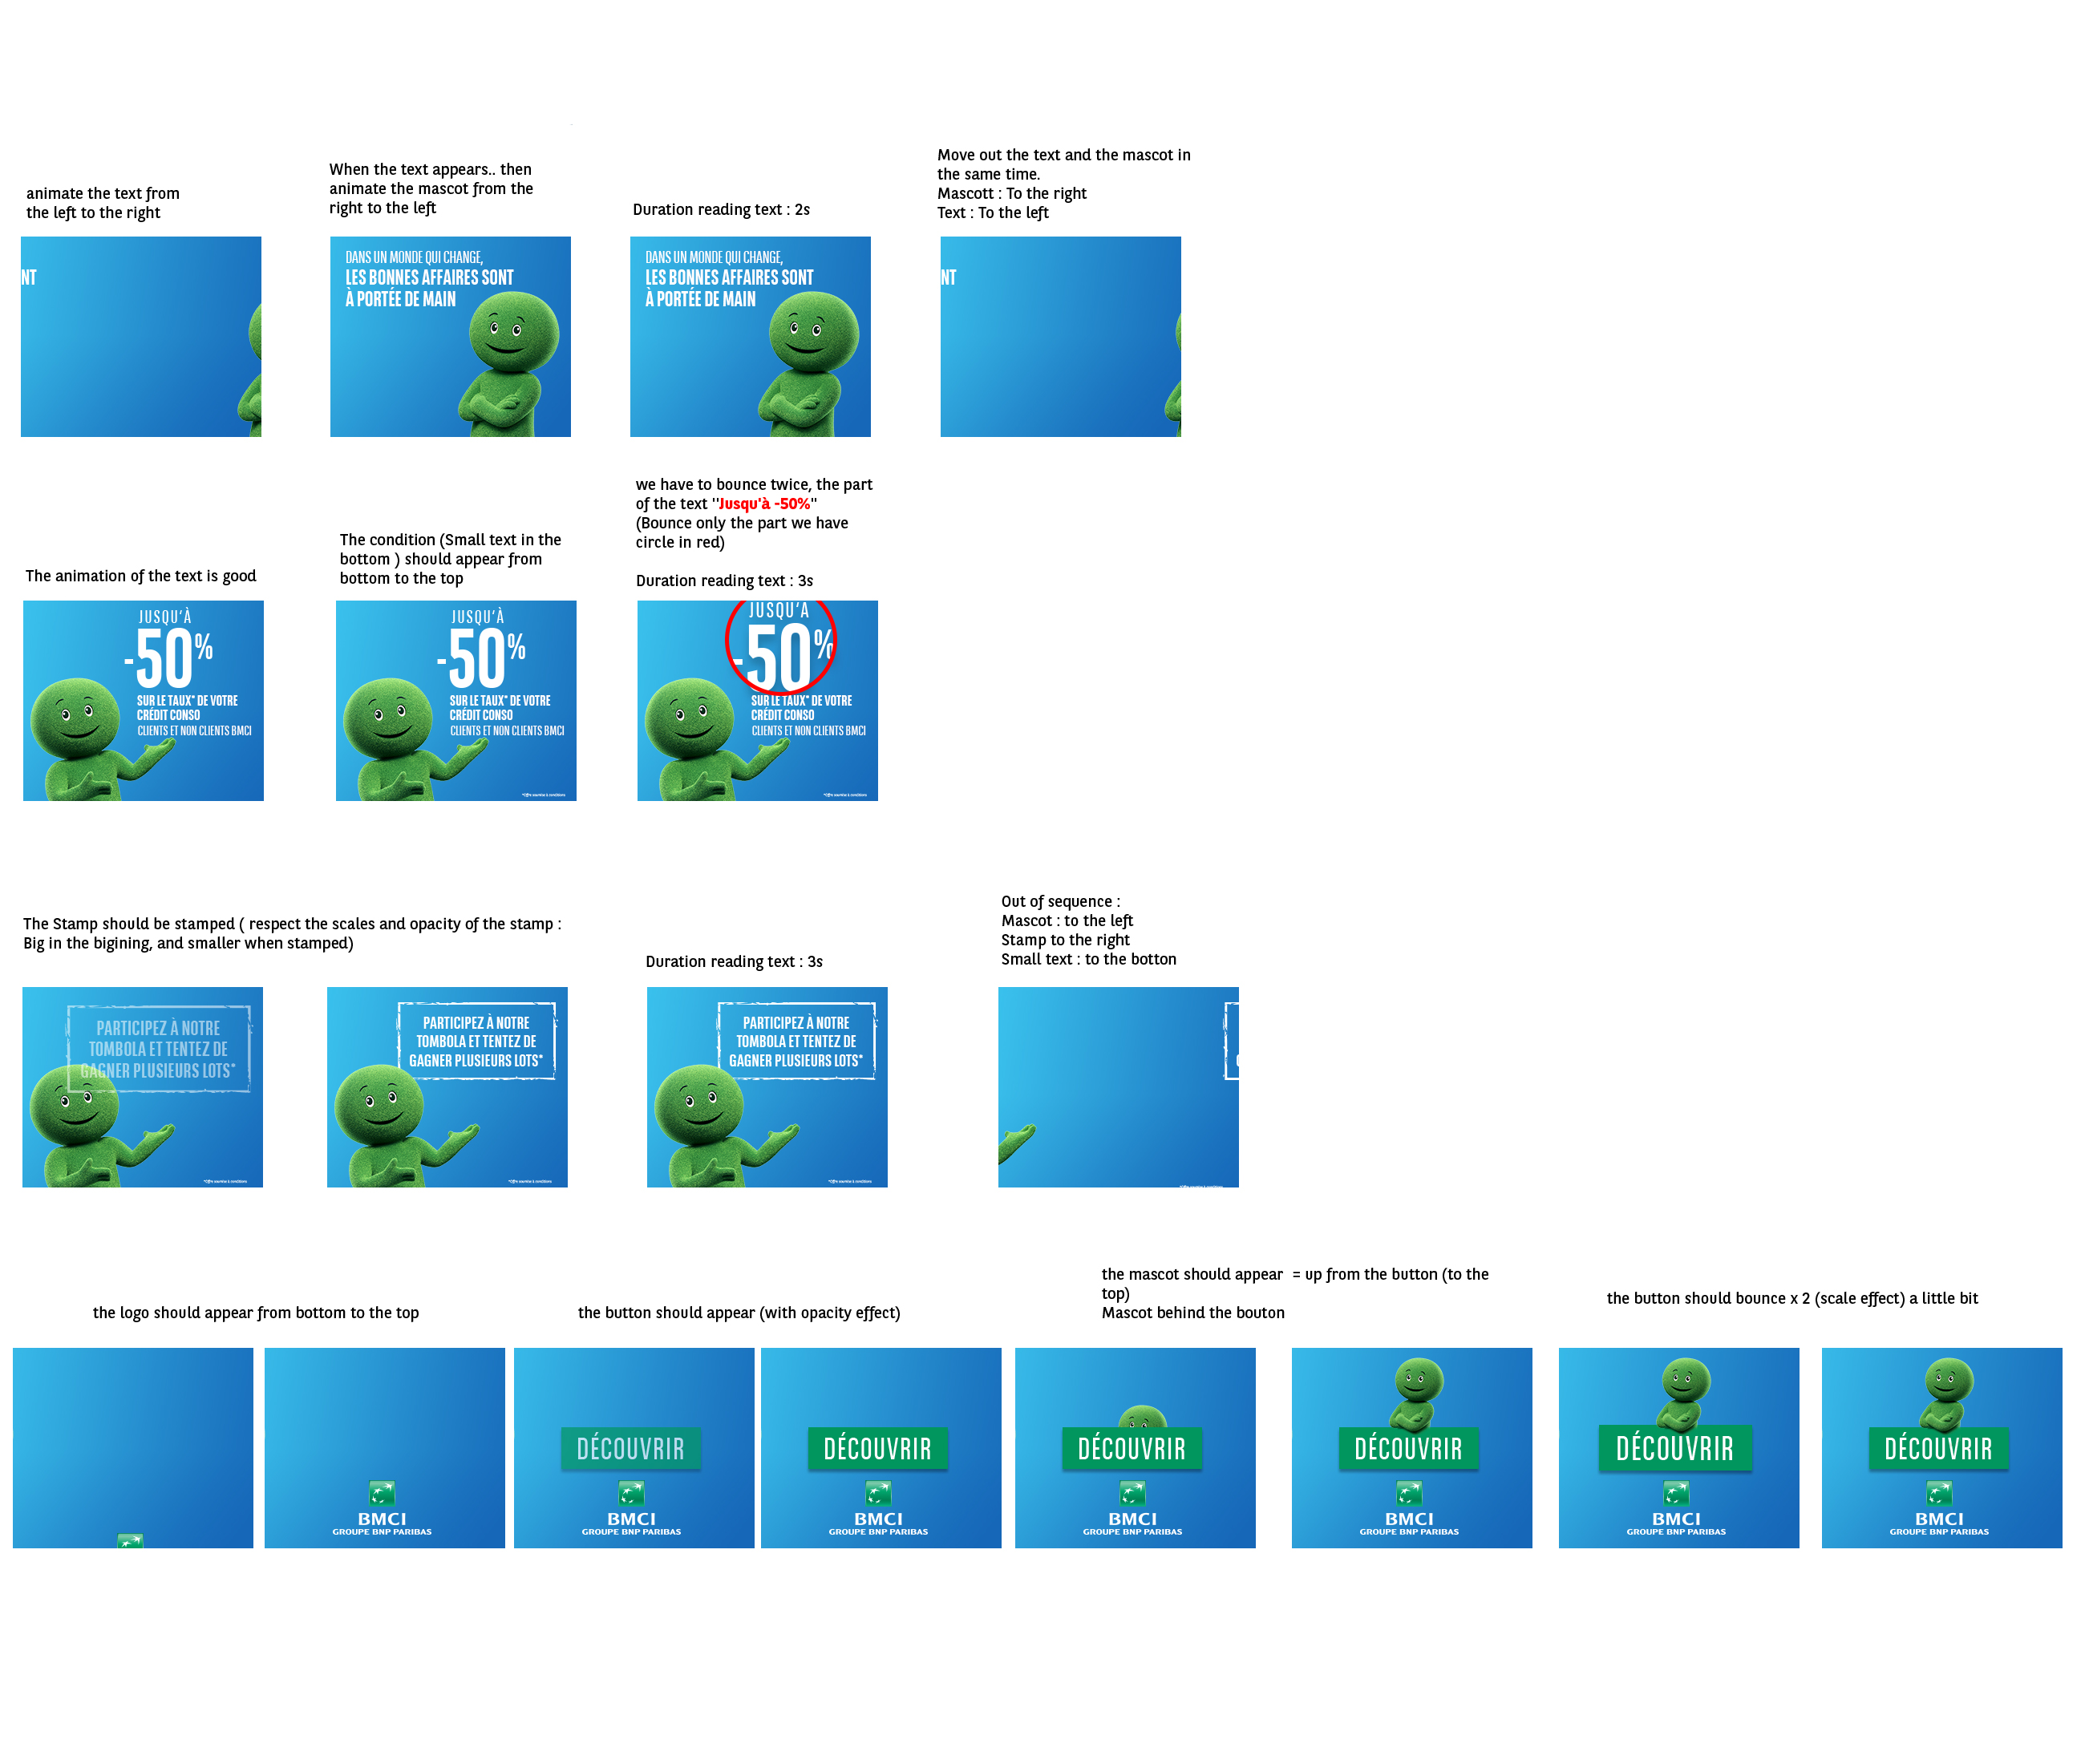 animate the text from
the left to the right
When the text appears.. then
animate the mascot from the
right to the left
Duration reading text : 2s
Move out the text and the mascot in
the same time.
Mascott : To the right
Text : To the left
NT
DANS UN MONDE QUI CHANGE,
LES BONNES AFFAIRES SONT
À PORTÉE DE MAIN
DANS UN MONDE QUI CHANGE,
LES BONNES AFFAIRES SONT
À PORTÉE DE MAIN
NT
The animation of the text is good
The condition (Small text in the
bottom ) should appear from
bottom to the top
we have to bounce twice, the part
of the text ''Jusqu'à -50%''
(Bounce only the part we have
circle in red)
Duration reading text : 3s
JUSQU'À
-50%
SUR LE TAUX* DE VOTRE
CRÉDIT CONSO
CLIENTS ET NON CLIENTS BMCI
JUSQU'À
-50%
SUR LE TAUX* DE VOTRE
CRÉDIT CONSO
CLIENTS ET NON CLIENTS BMCI
*Offre soumise à conditions
JUSQU'À
-50%
SUR LE TAUX* DE VOTRE
CRÉDIT CONSO
CLIENTS ET NON CLIENTS BMCI
*Offre soumise à conditions
The Stamp should be stamped ( respect the scales and opacity of the stamp :
Big in the bigining, and smaller when stamped)
Duration reading text : 3s
Out of sequence :
Mascot : to the left
Stamp to the right
Small text : to the botton
PARTICIPEZ À NOTRE
TOMBOLA ET TENTEZ DE
GAGNER PLUSIEURS LOTS*
*Offre soumise à conditions
PARTICIPEZ À NOTRE
TOMBOLA ET TENTEZ DE
GAGNER PLUSIEURS LOTS*
*Offre soumise à conditions
PARTICIPEZ À NOTRE
TOMBOLA ET TENTEZ DE
GAGNER PLUSIEURS LOTS*
*Offre soumise à conditions
the logo should appear from bottom to the top
the button should appear (with opacity effect)
the mascot should appear = up from the button (to the
top)
Mascot behind the bouton
the button should bounce x 2 (scale effect) a little bit
BMCI
GROUPE BNP PARIBAS
DÉCOUVRIR
BMCI
GROUPE BNP PARIBAS
DÉCOUVRIR
BMCI
GROUPE BNP PARIBAS
DÉCOUVRIR
BMCI
GROUPE BNP PARIBAS
DÉCOUVRIR
BMCI
GROUPE BNP PARIBAS
DÉCOUVRIR
BMCI
GROUPE BNP PARIBAS
DÉCOUVRIR
BMCI
GROUPE BNP PARIBAS